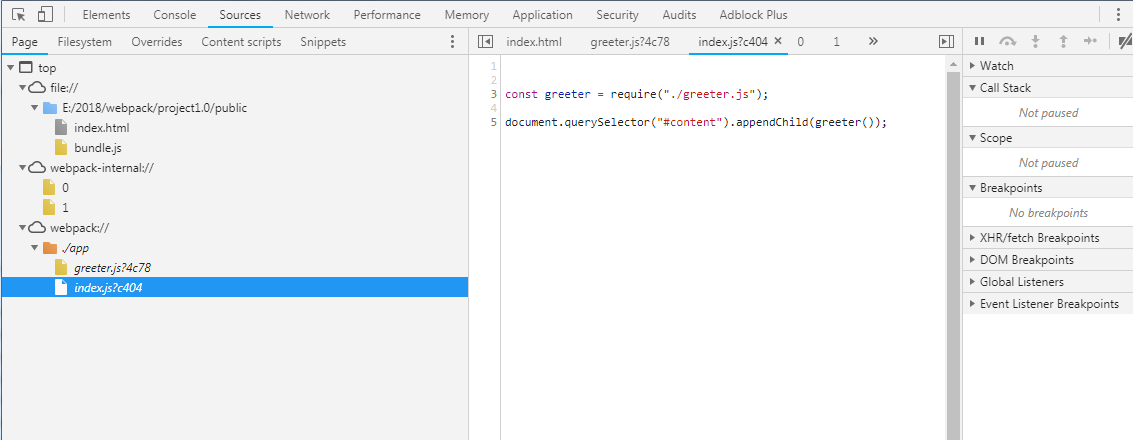 Elements Console Sources Network Performance Memory Application Security Audits Adblock Plus
Page Filesystem Overrides Content scripts Snippets
index.html greeter.js?4c78 index.js?c404 × 0 1 »
top
file://
E:/2018/webpack/project1.0/public
index.html
bundle.js
webpack-internal://
0
1
webpack://
./app
greeter.js?4c78
index.js?c404
1
2
3 const greeter = require("./greeter.js");
4
5 document.querySelector("#content").appendChild(greeter());
Watch
Call Stack
Not paused
Scope
Not paused
Breakpoints
No breakpoints
XHR/fetch Breakpoints
DOM Breakpoints
Global Listeners
Event Listener Breakpoints